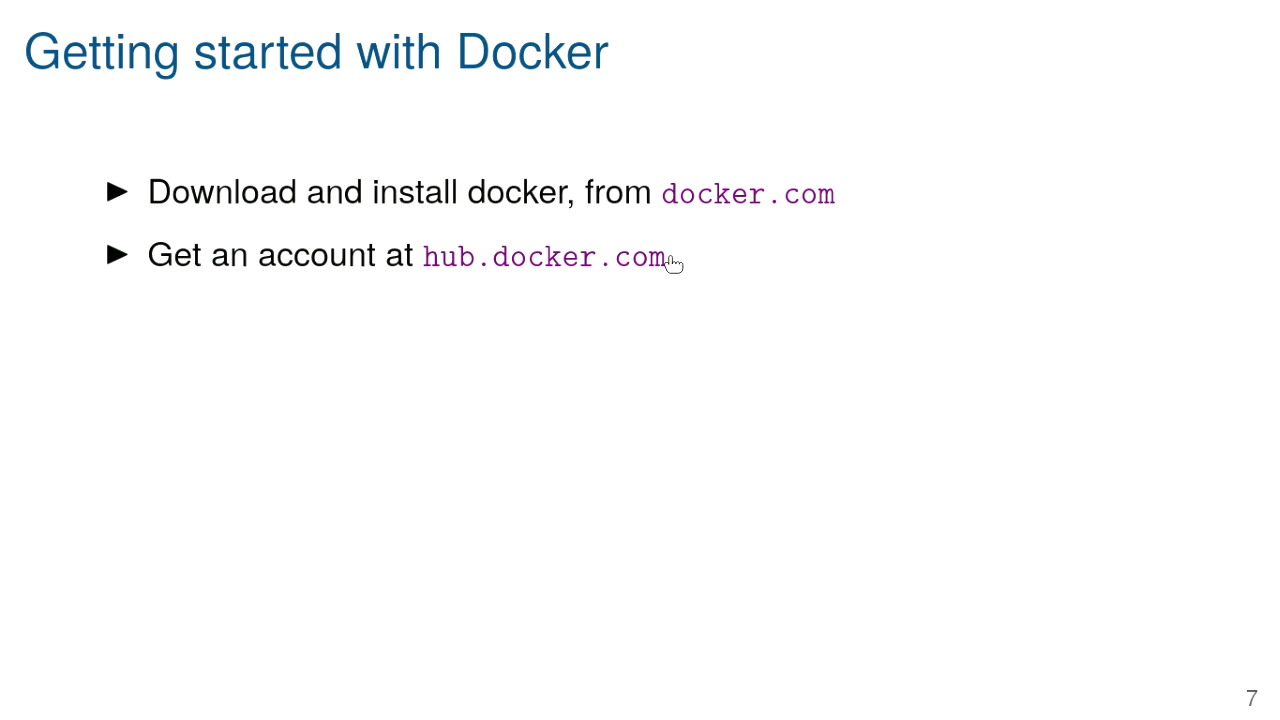 Getting started with Docker
▶ Download and install docker, from docker.com
▶ Get an account at hub.docker.com
7